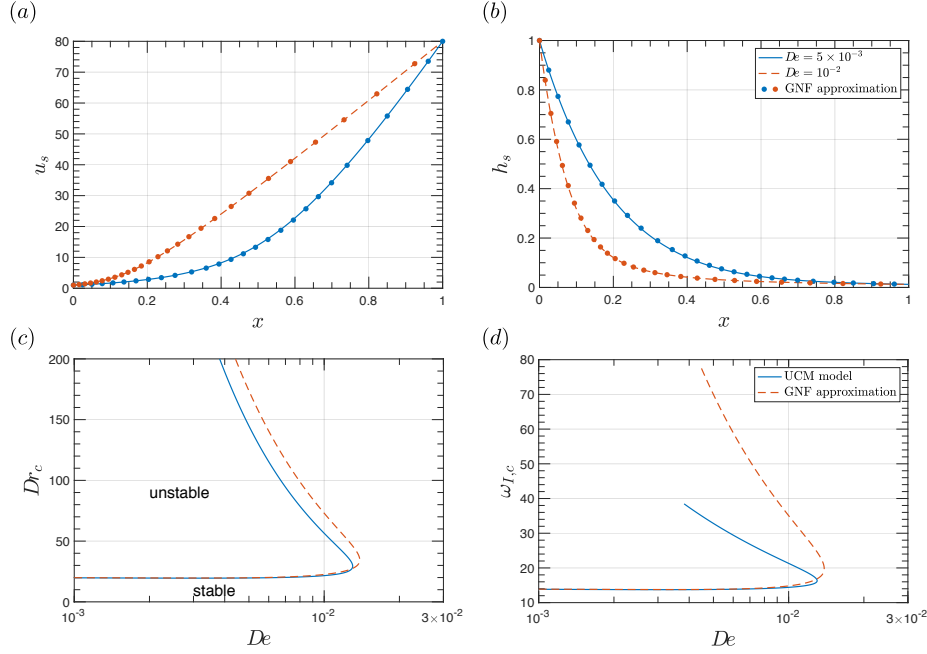 (a)
80
70
60
50
40
30
20
10
0
u_s
0
0.2
0.4
0.6
0.8
1
x
(b)
1
0.8
0.6
0.4
0.2
0
h_s
De = 5 × 10⁻³
De = 10⁻²
GNF approximation
0
0.2
0.4
0.6
0.8
1
x
(c)
200
150
100
50
0
Dr_c
unstable
stable
10⁻³
10⁻²
3×10⁻²
De
(d)
80
70
60
50
40
30
20
10
ω_{I,c}
UCM model
GNF approximation
10⁻³
10⁻²
3×10⁻²
De